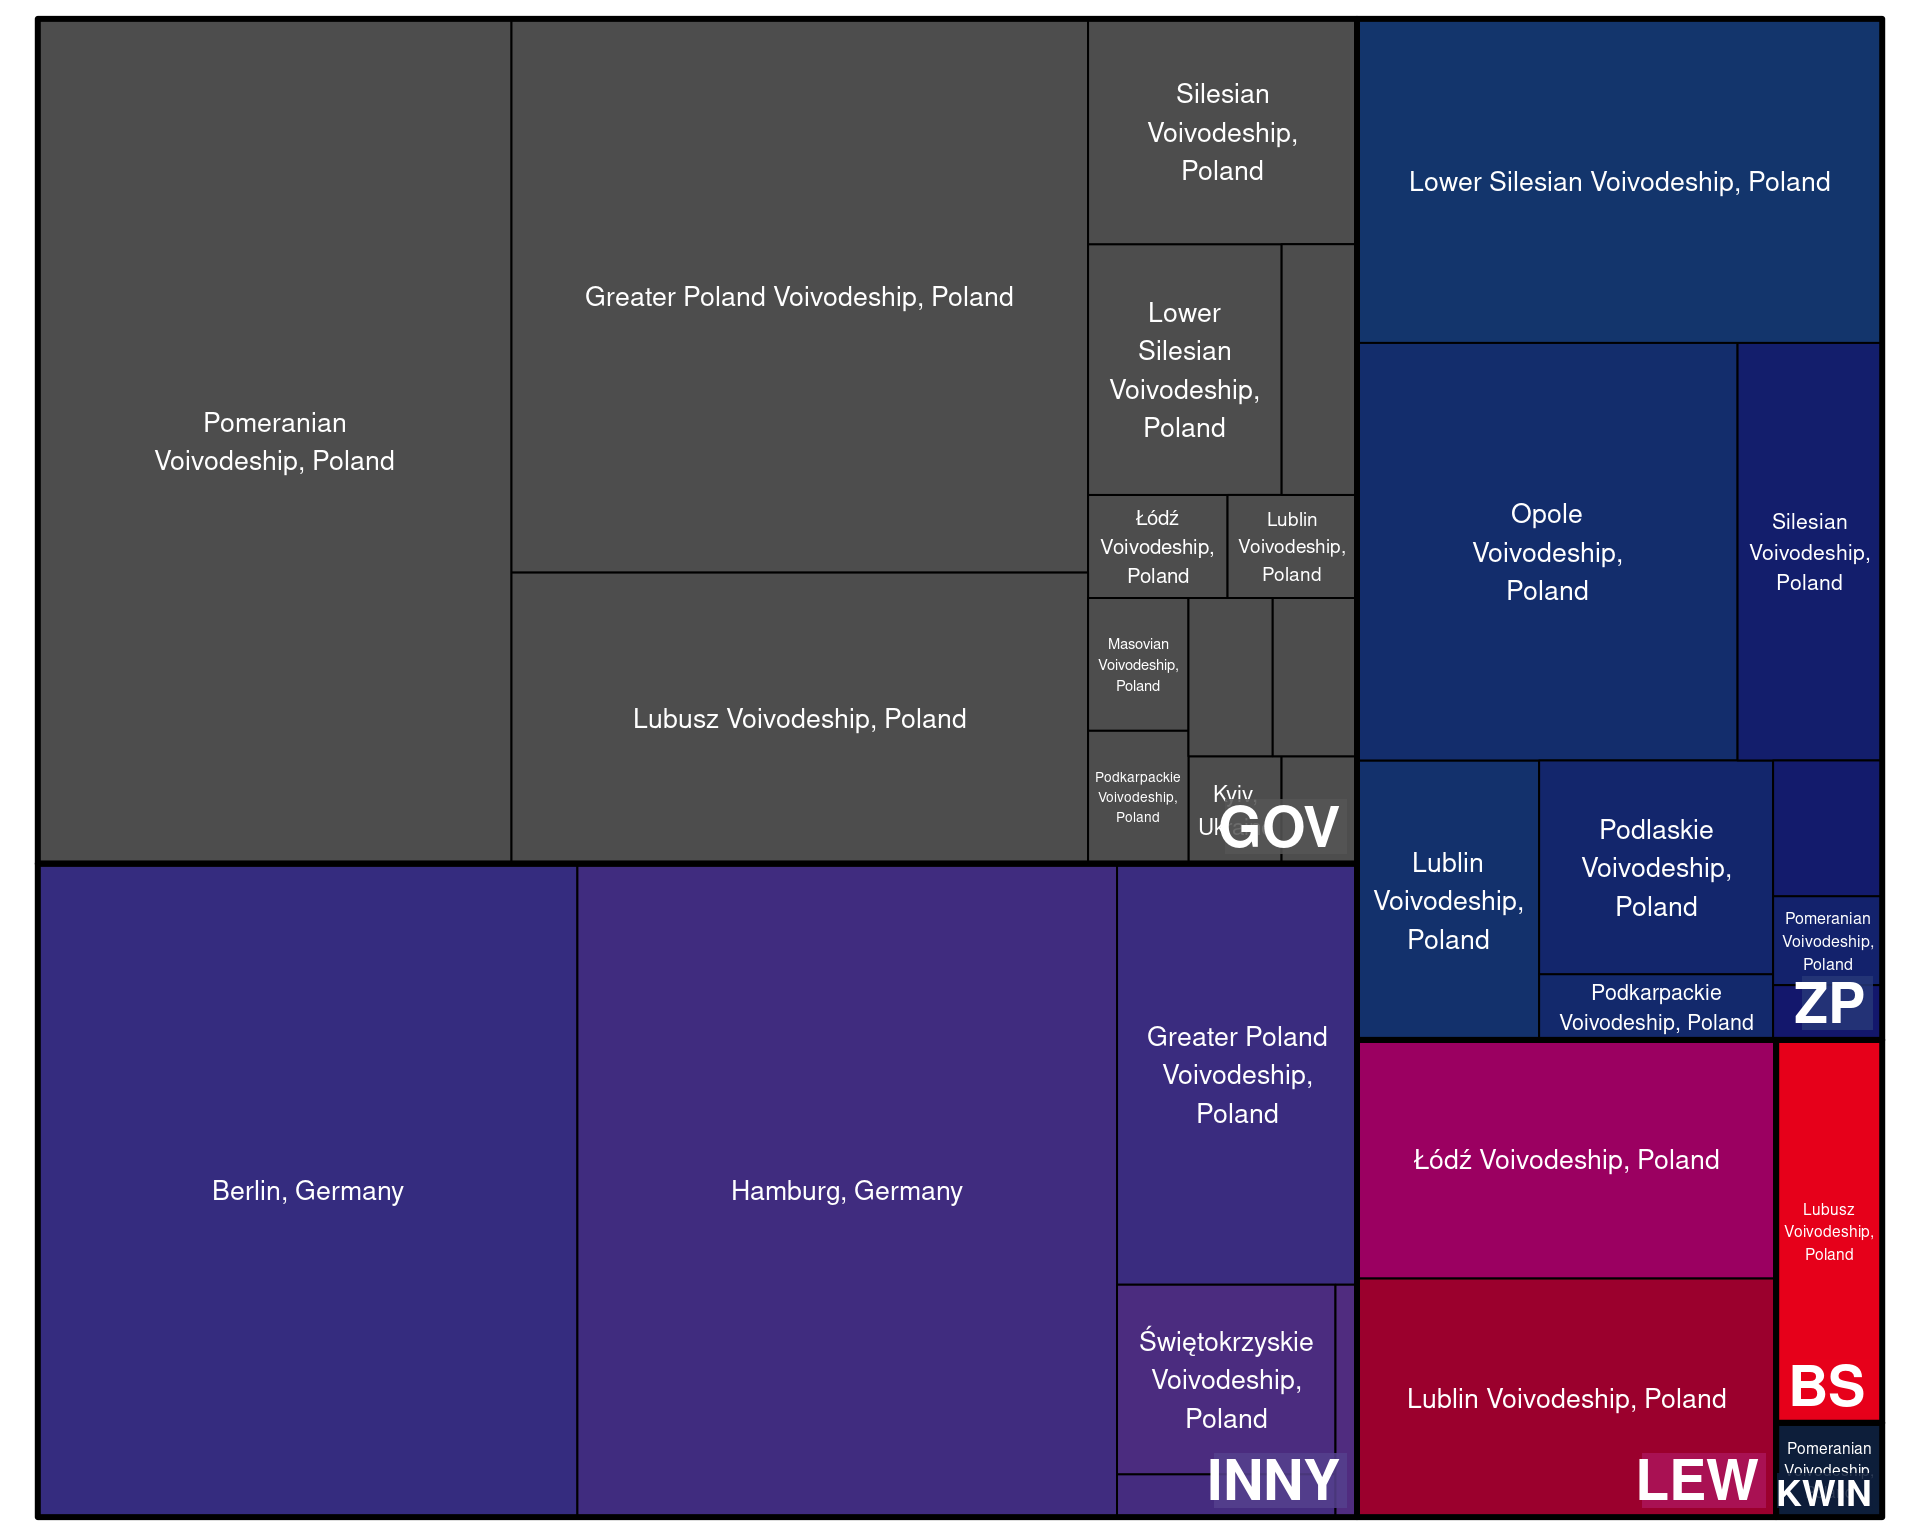 Pomeranian
Voivodeship, Poland
Greater Poland Voivodeship, Poland
Lubusz Voivodeship, Poland
Silesian
Voivodeship,
Poland
Lower
Silesian
Voivodeship,
Poland
Łódź
Voivodeship,
Poland
Lublin
Voivodeship,
Poland
Masovian
Voivodeship,
Poland
Podkarpackie
Voivodeship,
Poland
Kyiv,
GOV
Lower Silesian Voivodeship, Poland
Opole
Voivodeship,
Poland
Silesian
Voivodeship,
Poland
Lublin
Voivodeship,
Poland
Podlaskie
Voivodeship,
Poland
Podkarpackie
Voivodeship, Poland
Pomeranian
Voivodeship,
Poland
ZP
Berlin, Germany
Hamburg, Germany
Greater Poland
Voivodeship,
Poland
Świętokrzyskie
Voivodeship,
Poland
INNY
Łódź Voivodeship, Poland
Lublin Voivodeship, Poland
LEW
Lubusz
Voivodeship,
Poland
BS
Pomeranian
Voivodeship,
KWIN